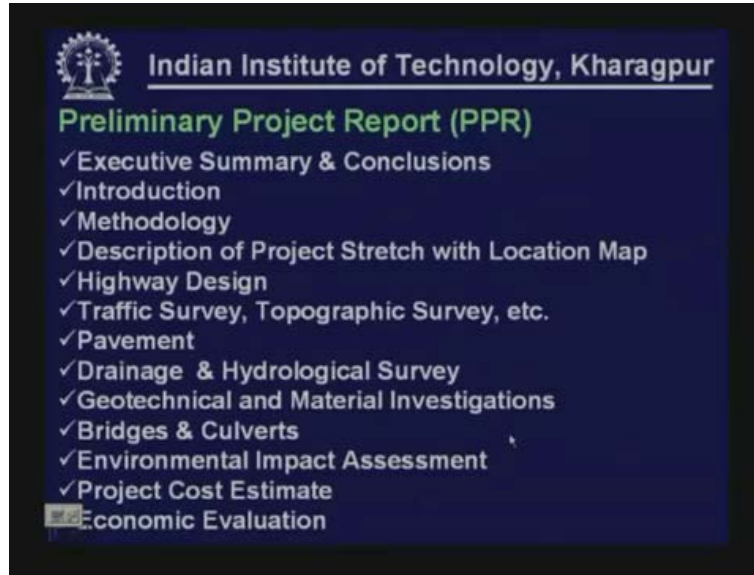 Indian Institute of Technology, Kharagpur
Preliminary Project Report (PPR)
✓Executive Summary & Conclusions
✓Introduction
✓Methodology
✓Description of Project Stretch with Location Map
✓Highway Design
✓Traffic Survey, Topographic Survey, etc.
✓Pavement
✓Drainage & Hydrological Survey
✓Geotechnical and Material Investigations
✓Bridges & Culverts
✓Environmental Impact Assessment
✓Project Cost Estimate
Economic Evaluation